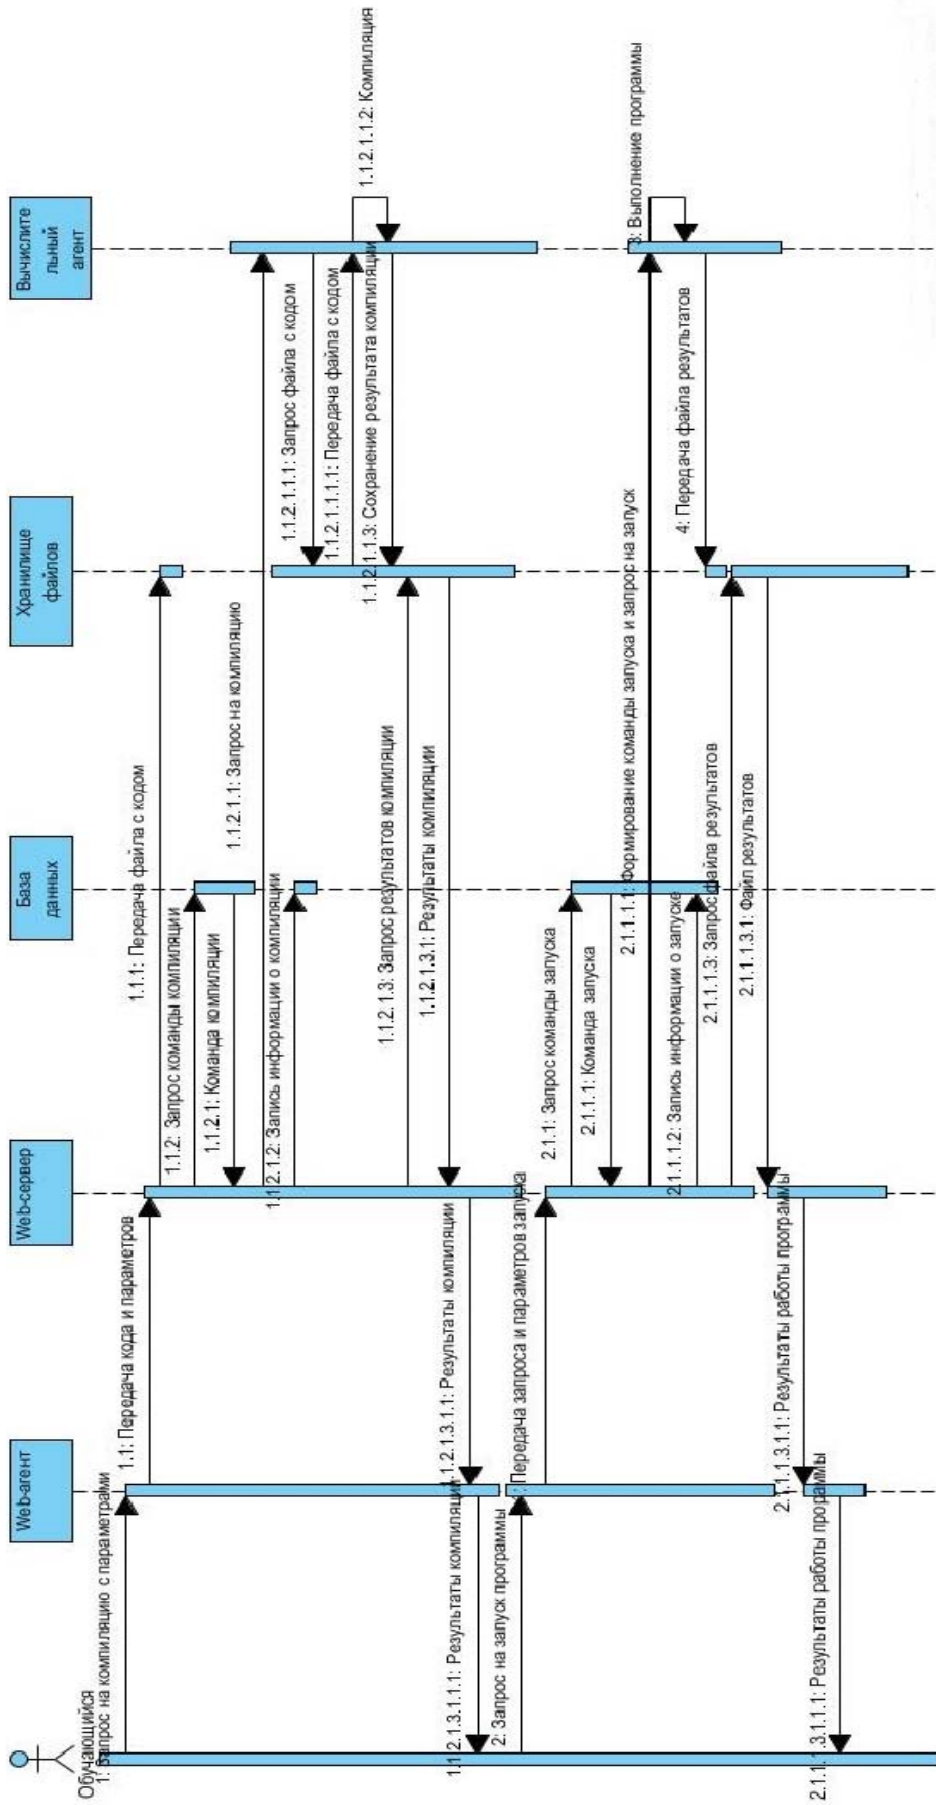 Обучающийся
Web-агент
Web-сервер
База
данных
Хранилище
файлов
Вычислите
льный
агент
1: Запрос на компиляцию с параметрами
1.1: Передача кода и параметров
1.1.1: Передача файла с кодом
1.1.2: Запрос команды компиляции
1.1.2.1: Команда компиляции
1.1.2.1.1: Запрос на компиляцию
1.1.2.1.2: Запись информации о компиляции
1.1.2.1.1.1: Запрос файла с кодом
1.1.2.1.1.1.1: Передача файла с кодом
1.1.2.1.1.2: Компиляция
1.1.2.1.1.3: Сохранение результата компиляции
1.1.2.1.3: Запрос результатов компиляции
1.1.2.1.3.1: Результаты компиляции
1.1.2.1.3.1.1: Результаты компиляции
1.1.2.1.3.1.1.1: Результаты компиляции
2: Запрос на запуск программы
: Передача запроса и параметров запуска
2.1.1: Запрос команды запуска
2.1.1.1: Команда запуска
2.1.1.1.1: Формирование команды запуска и запрос на запуск
3: Выполнение программы
2.1.1.1.2: Запись информации о запуске
4: Передача файла результатов
2.1.1.1.3: Запрос файла результатов
2.1.1.1.3.1: Файл результатов
2.1.1.1.3.1.1: Результаты работы программы
2.1.1.1.3.1.1.1: Результаты работы программы